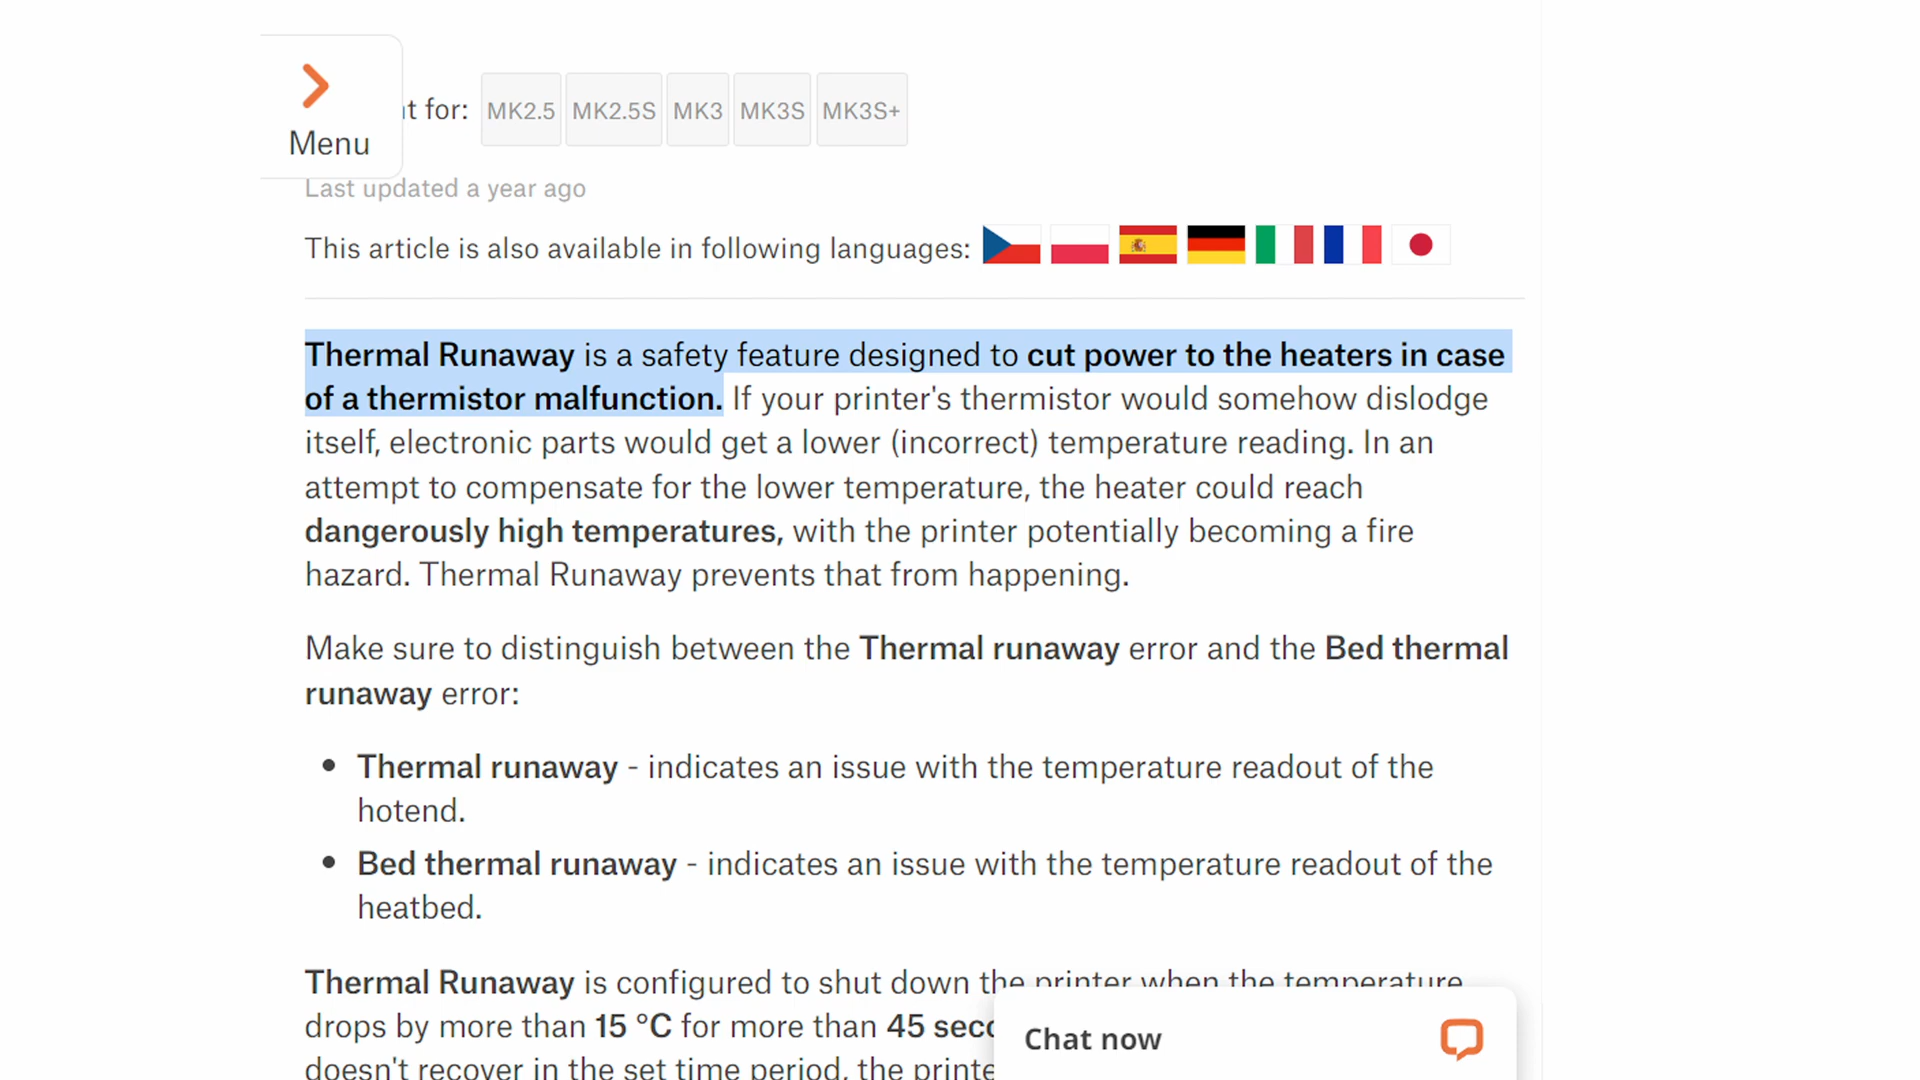 t for: MK2.5 MK2.5S MK3 MK3S MK3S+
Menu
Last updated a year ago
This article is also available in following languages:
Thermal Runaway is a safety feature designed to cut power to the heaters in case
of a thermistor malfunction. If your printer's thermistor would somehow dislodge
itself, electronic parts would get a lower (incorrect) temperature reading. In an
attempt to compensate for the lower temperature, the heater could reach
dangerously high temperatures, with the printer potentially becoming a fire
hazard. Thermal Runaway prevents that from happening.
Make sure to distinguish between the Thermal runaway error and the Bed thermal
runaway error:
• Thermal runaway - indicates an issue with the temperature readout of the
hotend.
• Bed thermal runaway - indicates an issue with the temperature readout of the
heatbed.
Thermal Runaway is configured to shut down the printer when the temperature
drops by more than 15 °C for more than 45 
doesn't recover in the set time period, the
Chat now